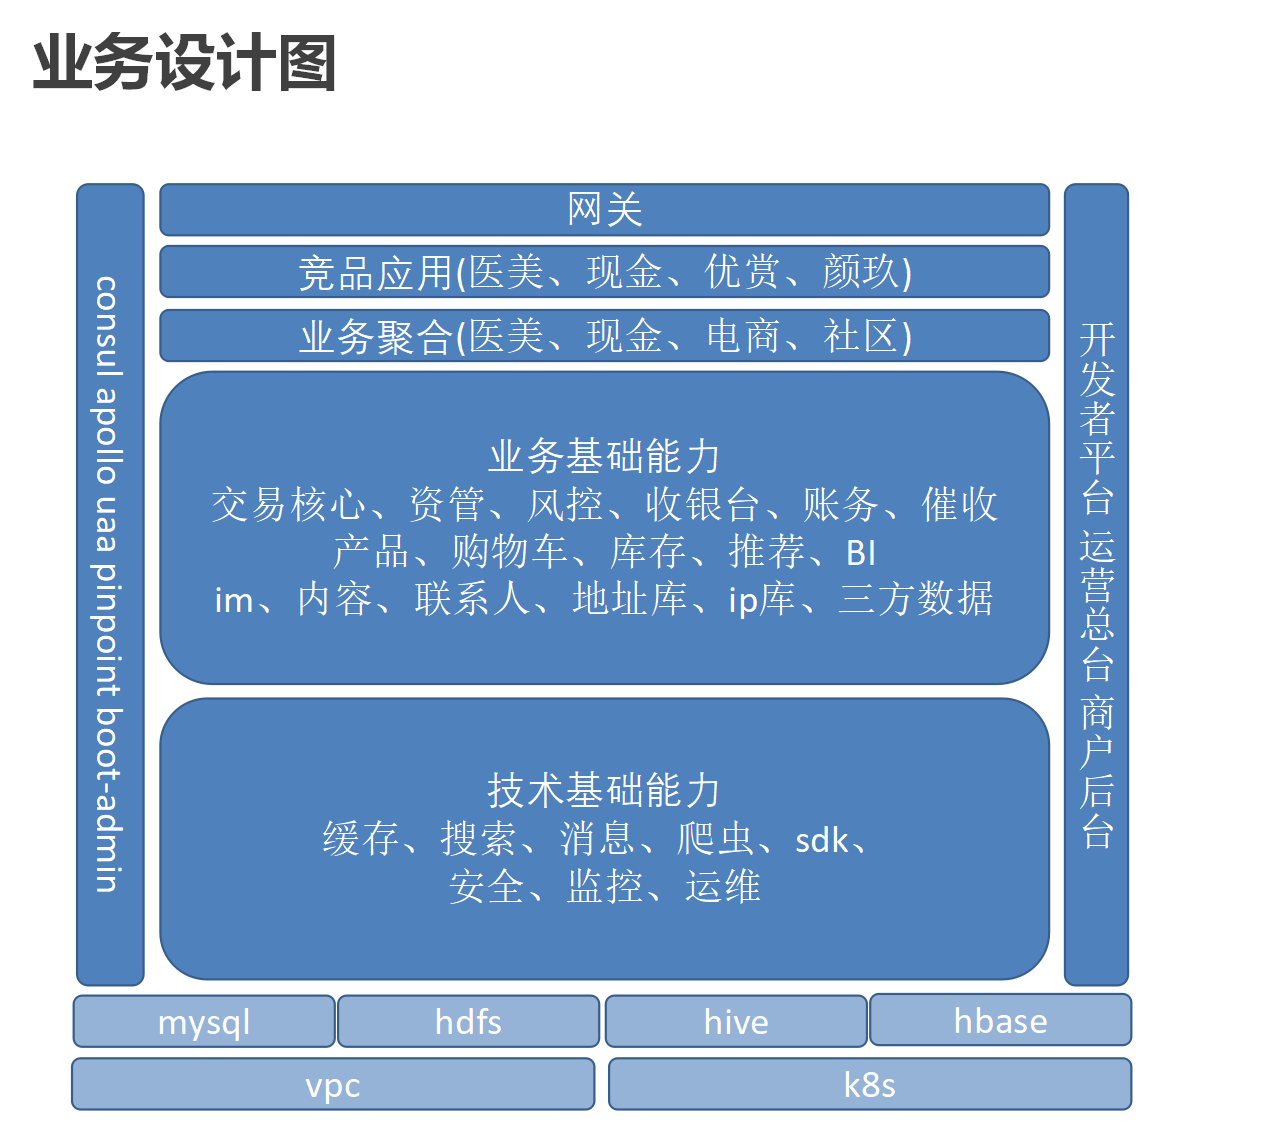 业务设计图
网关
竞品应用(医美、现金、优赏、颜玖)
业务聚合(医美、现金、电商、社区)
业务基础能力
交易核心、资管、风控、收银台、账务、催收
产品、购物车、库存、推荐、BI
im、内容、联系人、地址库、ip库、三方数据
技术基础能力
缓存、搜索、消息、爬虫、sdk、
安全、监控、运维
consul apollo uaa pinpoint boot-admin
开发者平台 运营总台 商户后台
mysql
hdfs
hive
hbase
vpc
k8s